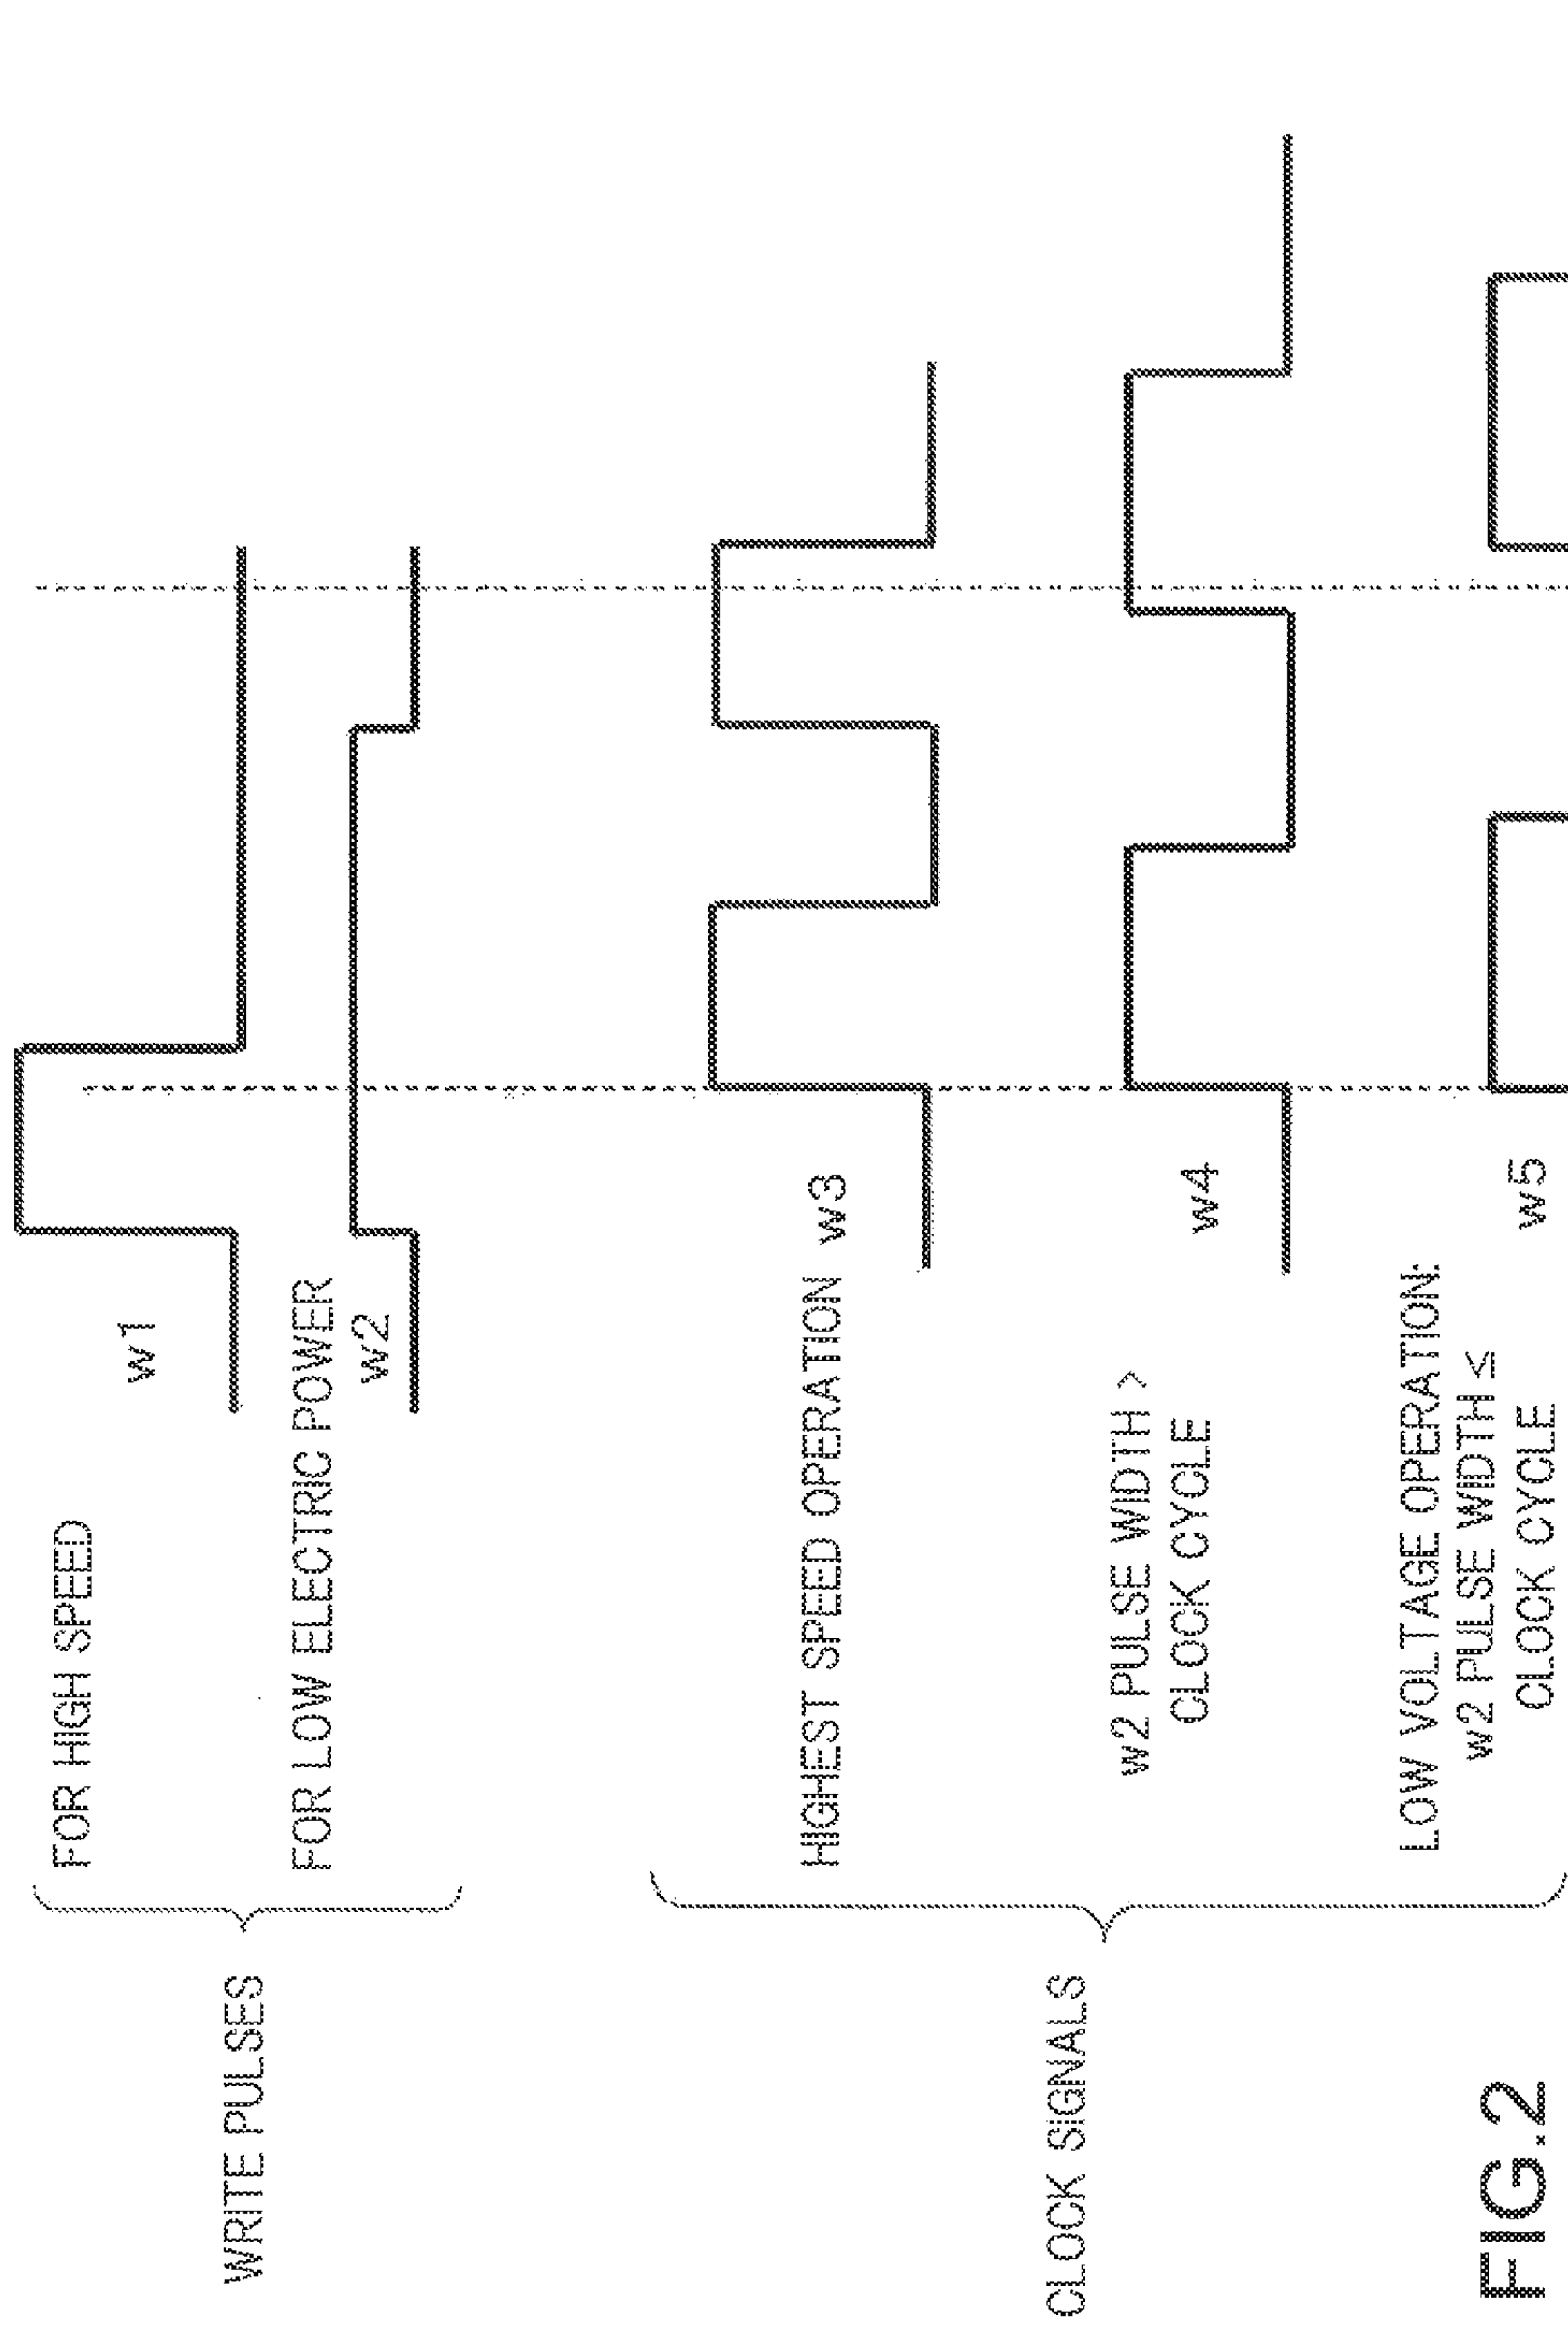 WRITE PULSES
FOR HIGH SPEED
w1
FOR LOW ELECTRIC POWER
w2
CLOCK SIGNALS
HIGHEST SPEED OPERATION w3
w2 PULSE WIDTH >
CLOCK CYCLE
w4
LOW VOLTAGE OPERATION:
w2 PULSE WIDTH ≤
CLOCK CYCLE
w5
FIG.2